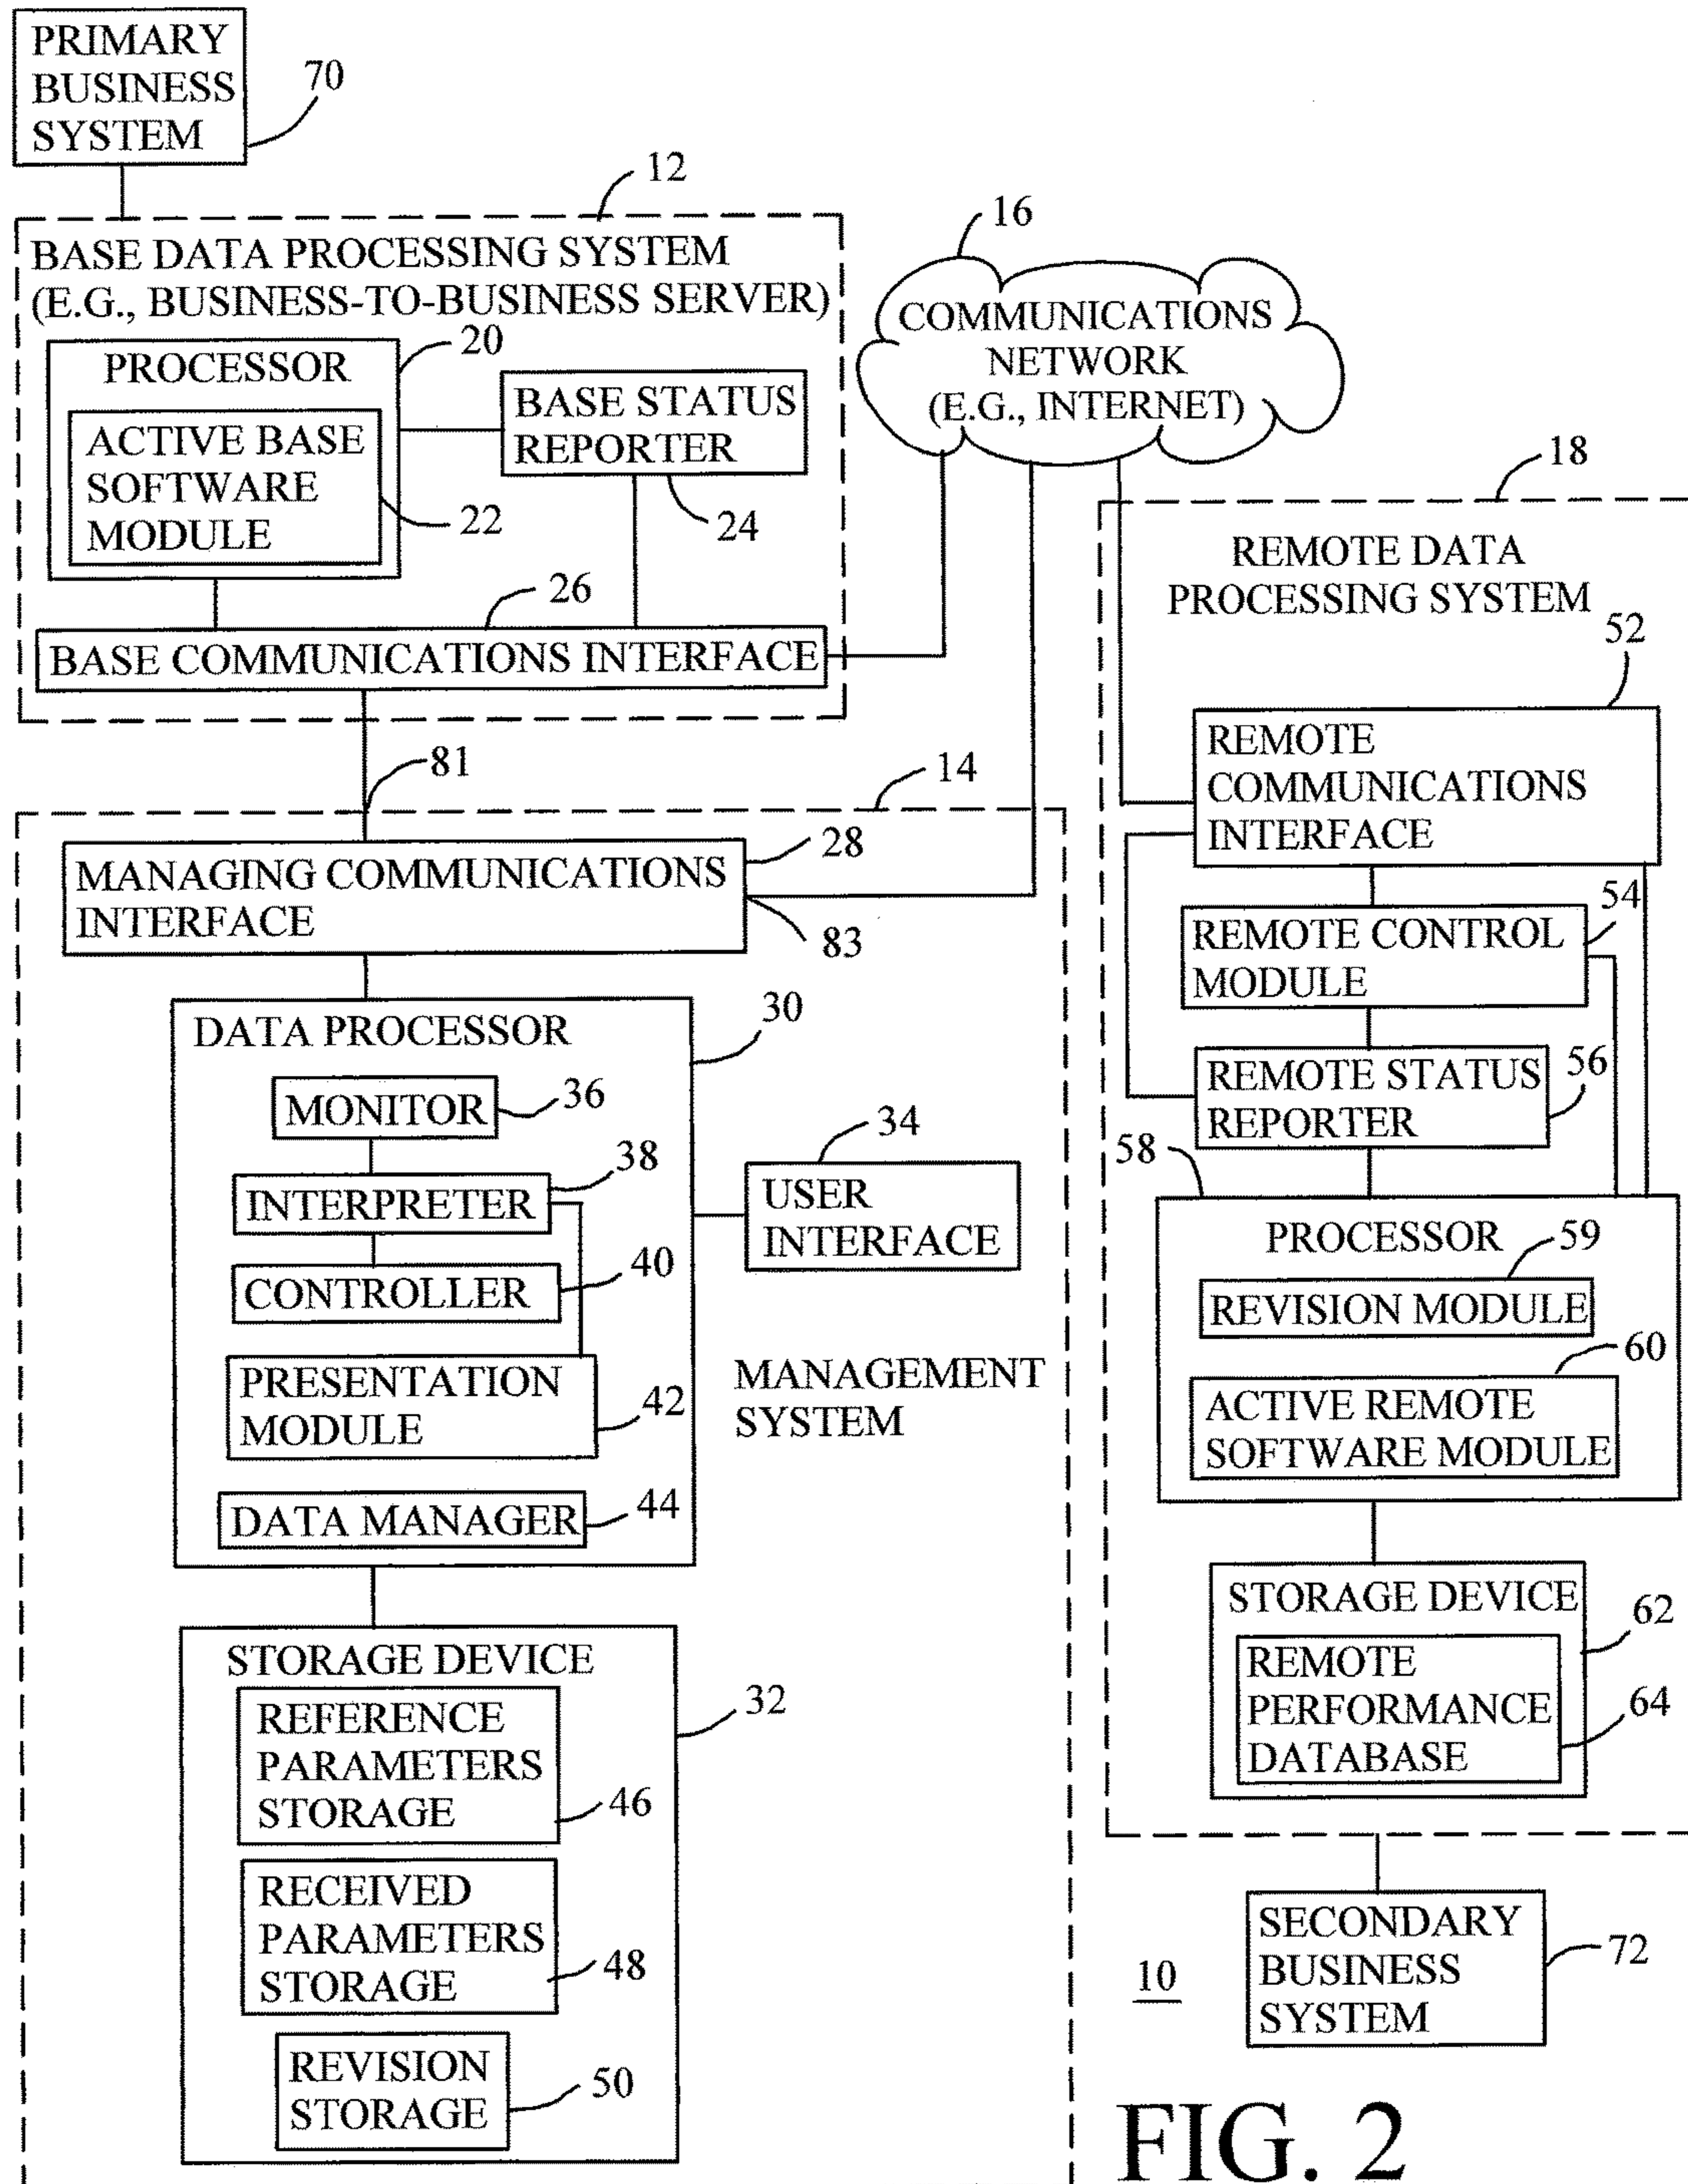 PRIMARY
BUSINESS
SYSTEM
70
12
BASE DATA PROCESSING SYSTEM
(E.G., BUSINESS-TO-BUSINESS SERVER)
20
PROCESSOR
ACTIVE BASE
SOFTWARE
MODULE
22
BASE STATUS
REPORTER
24
26
BASE COMMUNICATIONS INTERFACE
16
COMMUNICATIONS
NETWORK
(E.G., INTERNET)
81
14
MANAGING COMMUNICATIONS
INTERFACE
28
83
DATA PROCESSOR
30
MONITOR
36
INTERPRETER
38
CONTROLLER
40
PRESENTATION
MODULE
42
DATA MANAGER
44
34
USER
INTERFACE
MANAGEMENT
SYSTEM
STORAGE DEVICE
32
REFERENCE
PARAMETERS
STORAGE
46
RECEIVED
PARAMETERS
STORAGE
48
REVISION
STORAGE
50
18
REMOTE DATA
PROCESSING SYSTEM
52
REMOTE
COMMUNICATIONS
INTERFACE
54
REMOTE CONTROL
MODULE
REMOTE STATUS
REPORTER
56
58
PROCESSOR
59
REVISION MODULE
60
ACTIVE REMOTE
SOFTWARE MODULE
STORAGE DEVICE
62
REMOTE
PERFORMANCE
DATABASE
64
SECONDARY
BUSINESS
SYSTEM
72
10
FIG. 2